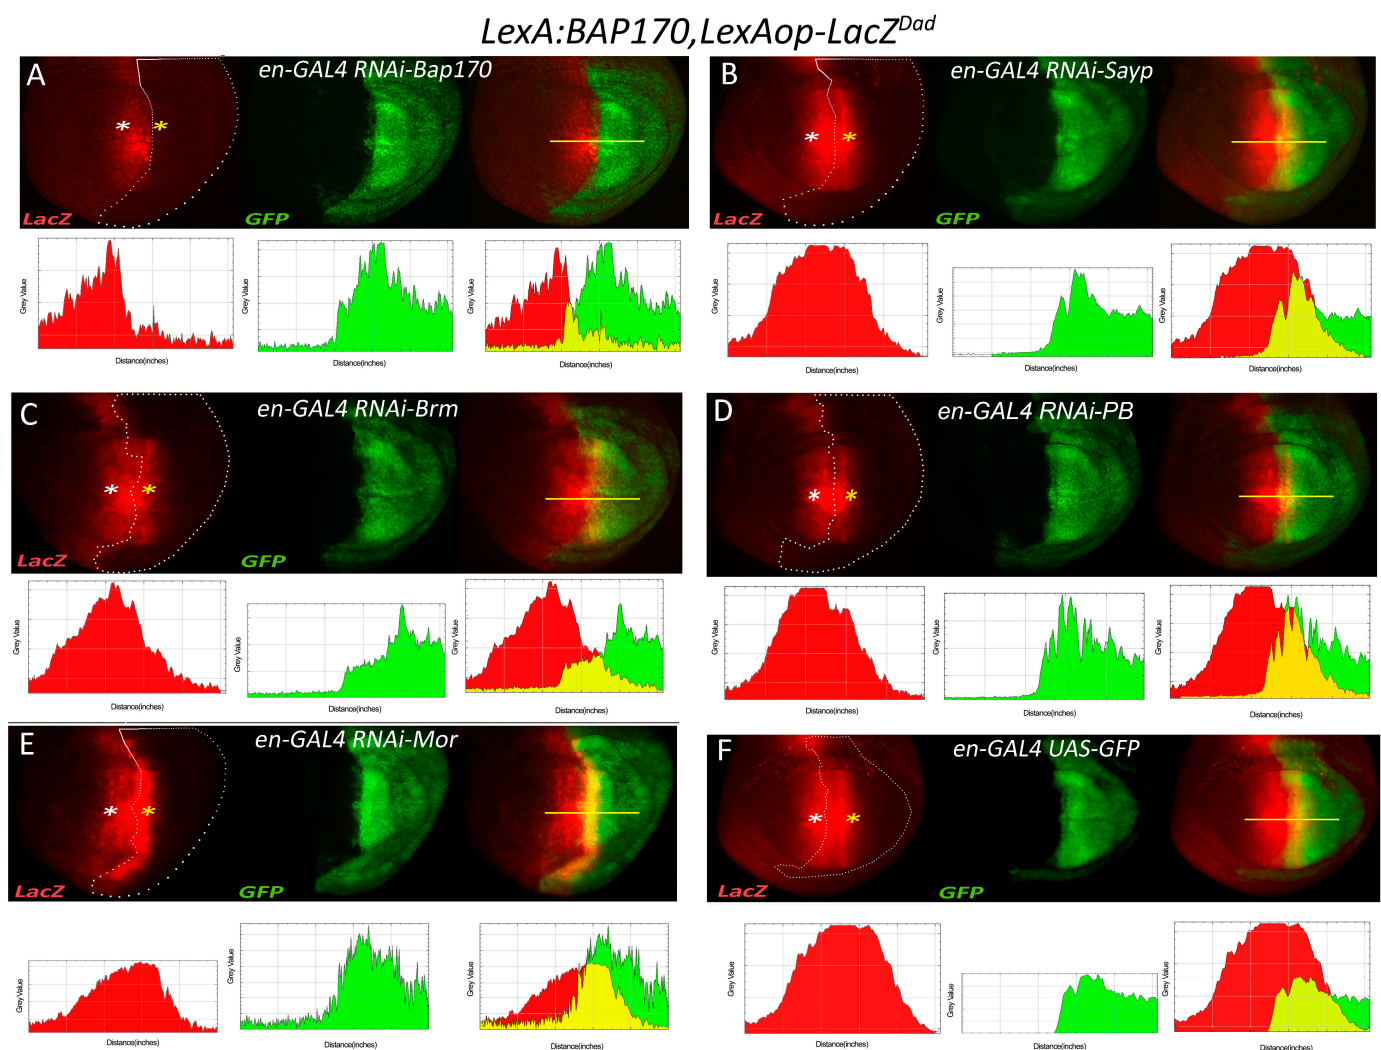 LexA:BAP170,LexAop-LacZDad
A
en-GAL4 RNAi-Bap170
*
*
LacZ
GFP
Grey Value
Distance(inches)
Grey Value
Distance(inches)
Grey Value
Distance(inches)
B
en-GAL4 RNAi-Sayp
*
*
LacZ
GFP
Grey Value
Distance(inches)
Grey Value
Distance(inches)
Grey Value
Distance(inches)
C
en-GAL4 RNAi-Brm
*
*
LacZ
GFP
Grey Value
Distance(inches)
Grey Value
Distance(inches)
Grey Value
Distance(inches)
D
en-GAL4 RNAi-PB
*
*
LacZ
GFP
Grey Value
Distance(inches)
Grey Value
Distance(inches)
Grey Value
Distance(inches)
E
en-GAL4 RNAi-Mor
*
*
LacZ
GFP
Grey Value
Distance(inches)
Grey Value
Distance(inches)
Grey Value
Distance(inches)
F
en-GAL4 UAS-GFP
*
*
LacZ
GFP
Grey Value
Distance(inches)
Grey Value
Distance(inches)
Grey Value
Distance(inches)